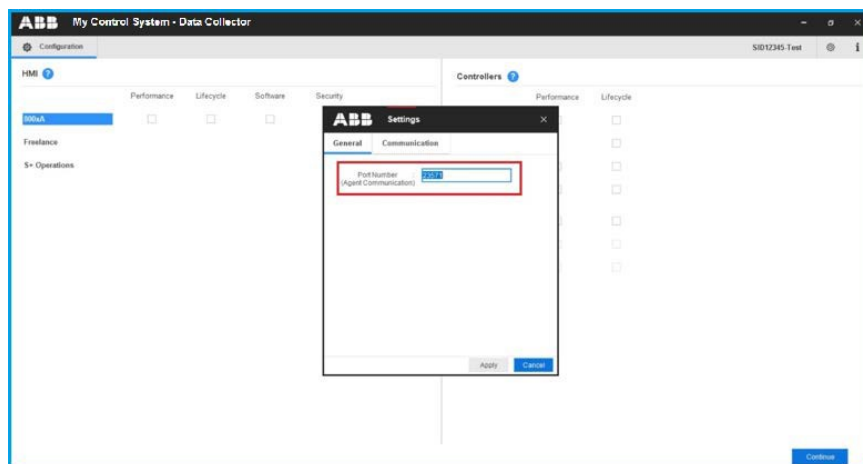 ABB My Control System - Data Collector
Configuration
SID12345-Test
HMI
Performance Lifecycle Software Security
800xA
Freelance
S+ Operations
Controllers
Performance Lifecycle
ABB Settings
General Communication
Port Number :
(Agent Communication)
23571
Apply Cancel
Continue